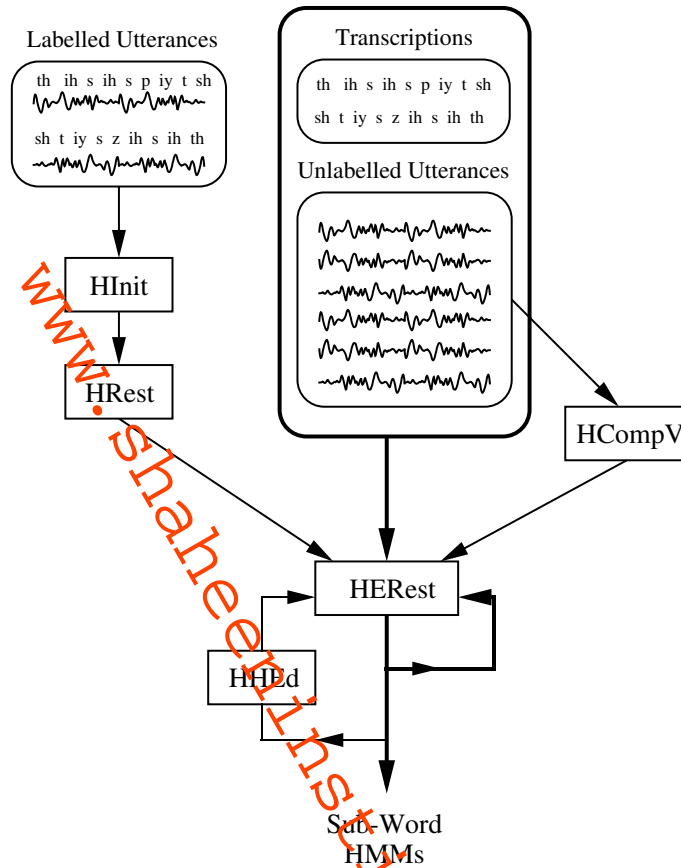 Labelled Utterances
th ih s ih s p iy t sh
sh t iy s z ih s ih th
Transcriptions
th ih s ih s p iy t sh
sh t iy s z ih s ih th
Unlabelled Utterances
HInit
HRest
HCompV
HERest
HHEd
Sub-Word
HMMs
www.shaheeninst